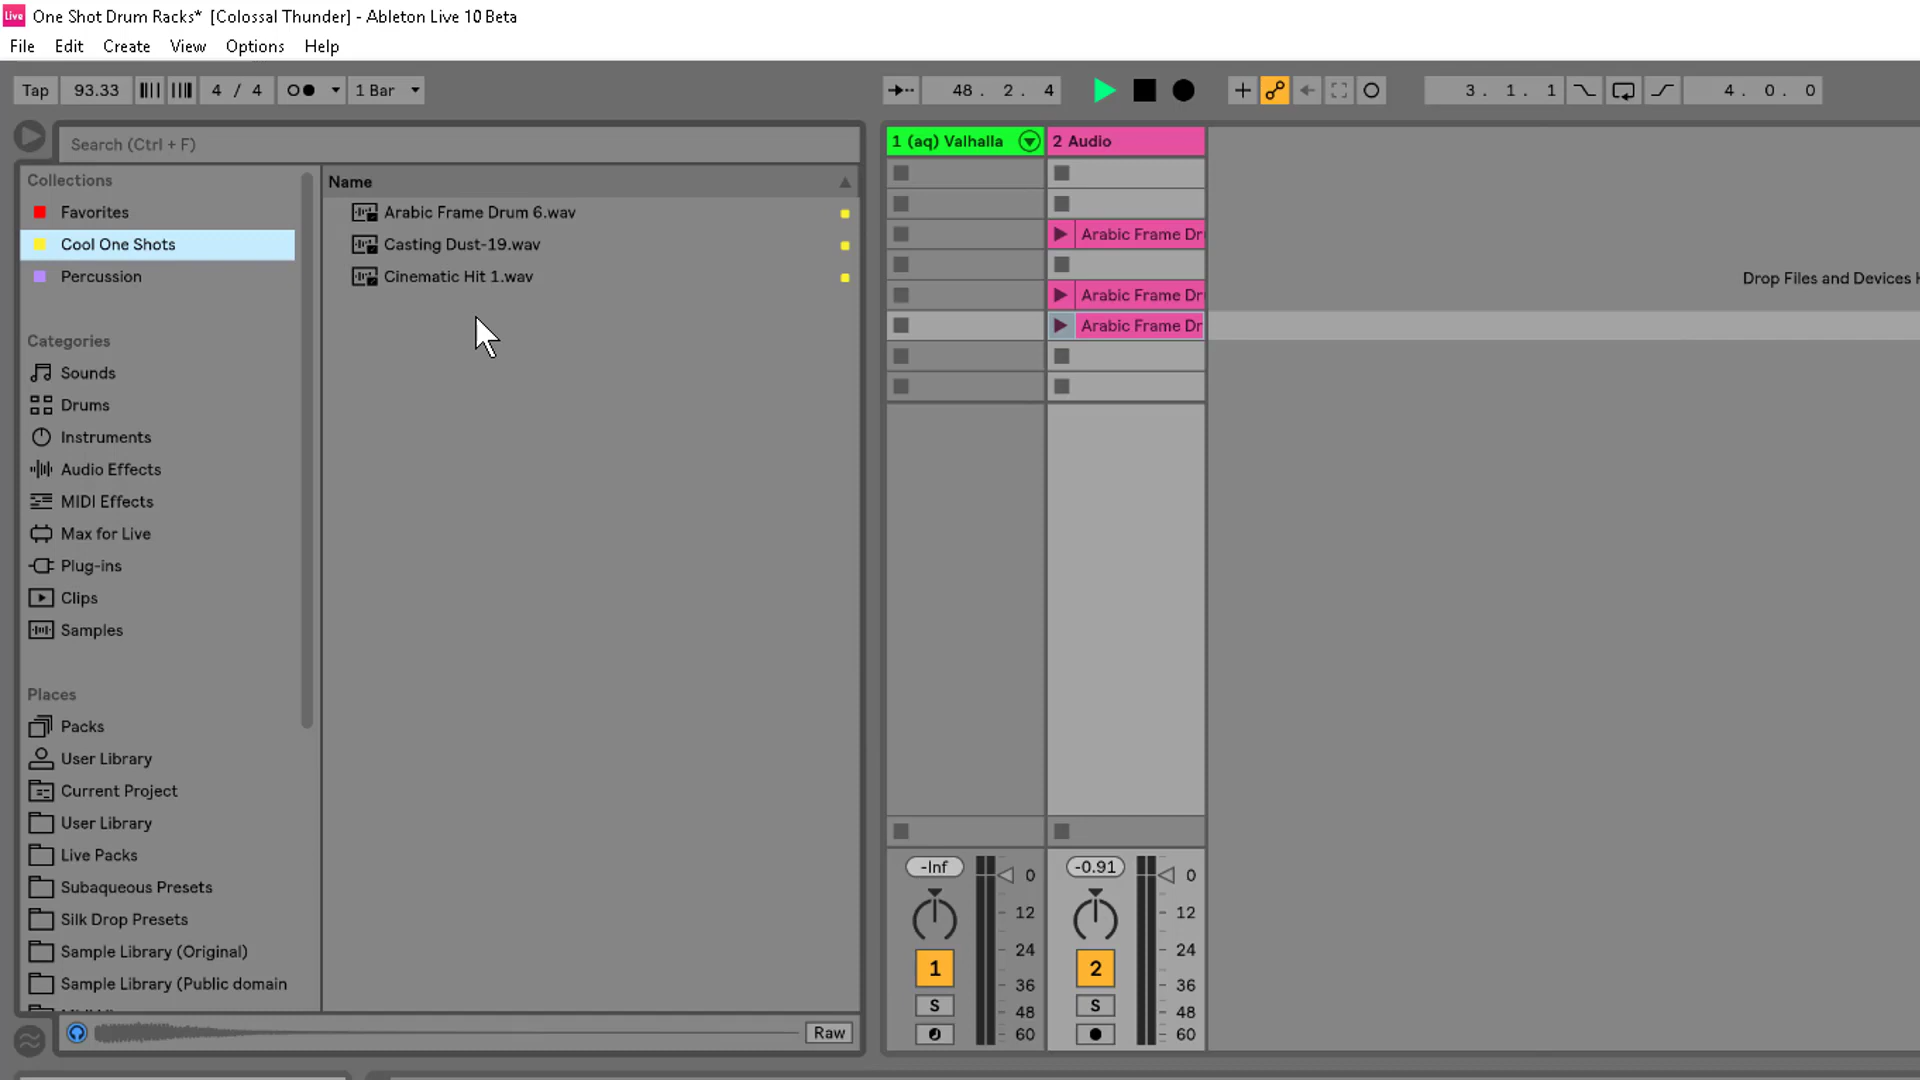 Live One Shot Drum Racks* [Colossal Thunder] - Ableton Live 10 Beta
File Edit Create View Options Help
Tap 93.33 4 / 4 1 Bar 48. 2. 4 3. 1. 1 4. 0. 0
Search (Ctrl + F)
1 (aq) Valhalla 2 Audio
Collections
Favorites
Cool One Shots
Percussion
Categories
Sounds
Drums
Instruments
Audio Effects
MIDI Effects
Max for Live
Plug-ins
Clips
Samples
Places
Packs
User Library
Current Project
User Library
Live Packs
Subaqueous Presets
Silk Drop Presets
Sample Library (Original)
Sample Library (Public domain
Name
Arabic Frame Drum 6.wav
Casting Dust-19.wav
Cinematic Hit 1.wav
Raw
Arabic Frame Dr
Arabic Frame Dr
Arabic Frame Dr
Drop Files and Devices
-Inf
0
12
24
36
48
60
1
S
-0.91
0
12
24
36
48
60
2
S